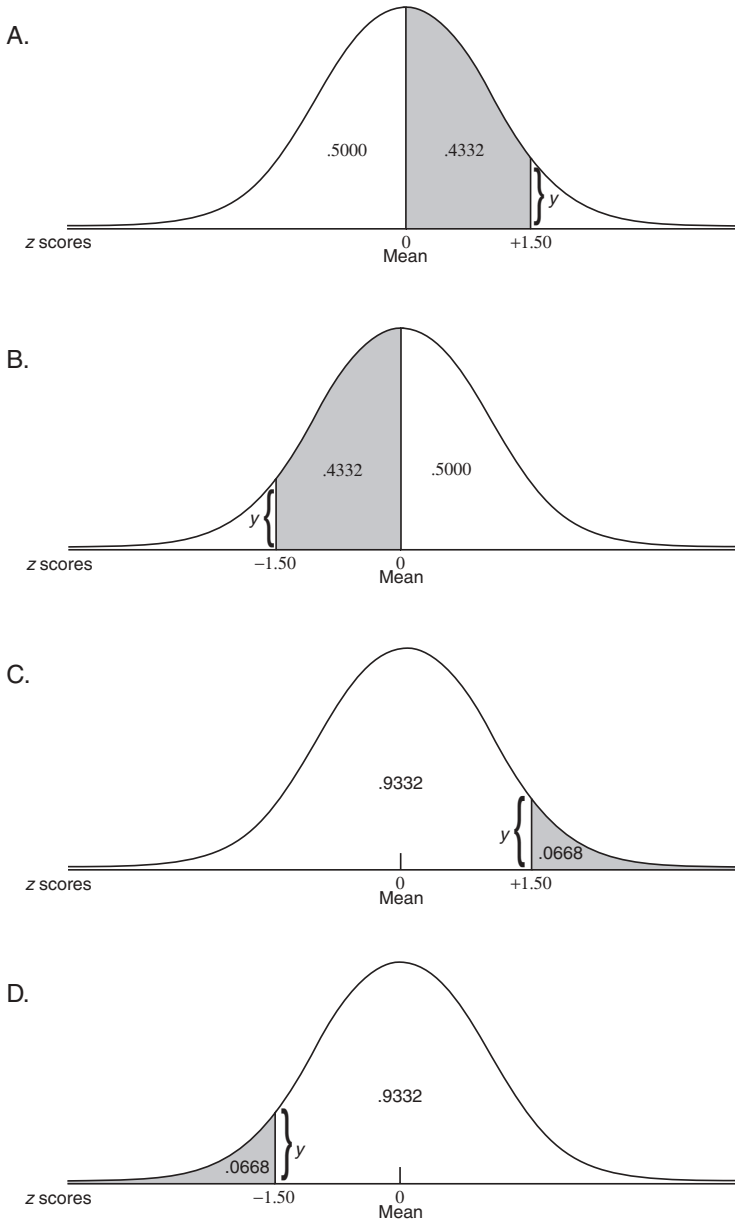 A.
.5000 .4332
y
z scores 0 +1.50
Mean
B.
.4332 .5000
y
z scores −1.50 0
Mean
C.
.9332
y .0668
z scores 0 +1.50
Mean
D.
.9332
.0668 y
z scores −1.50 0
Mean